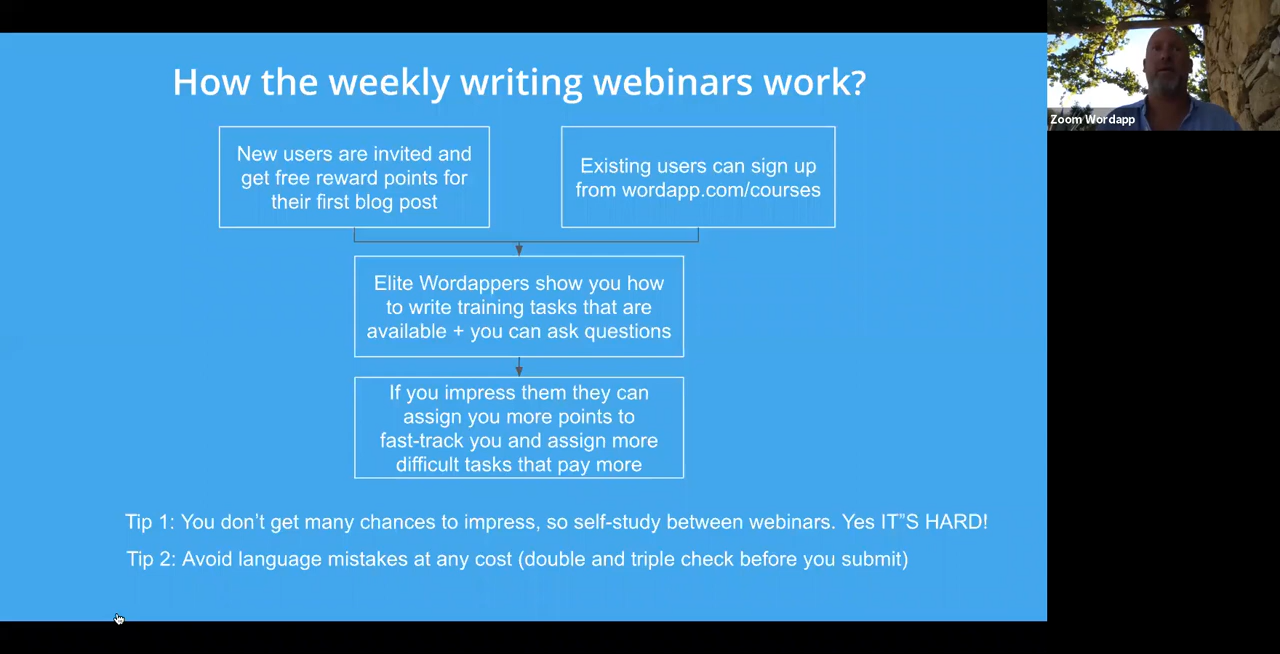 How the weekly writing webinars work?
New users are invited and
get free reward points for
their first blog post
Existing users can sign up
from wordapp.com/courses
Elite Wordappers show you how
to write training tasks that are
available + you can ask questions
If you impress them they can
assign you more points to
fast-track you and assign more
difficult tasks that pay more
Tip 1: You don’t get many chances to impress, so self-study between webinars. Yes IT”S HARD!
Tip 2: Avoid language mistakes at any cost (double and triple check before you submit)
Zoom Wordapp